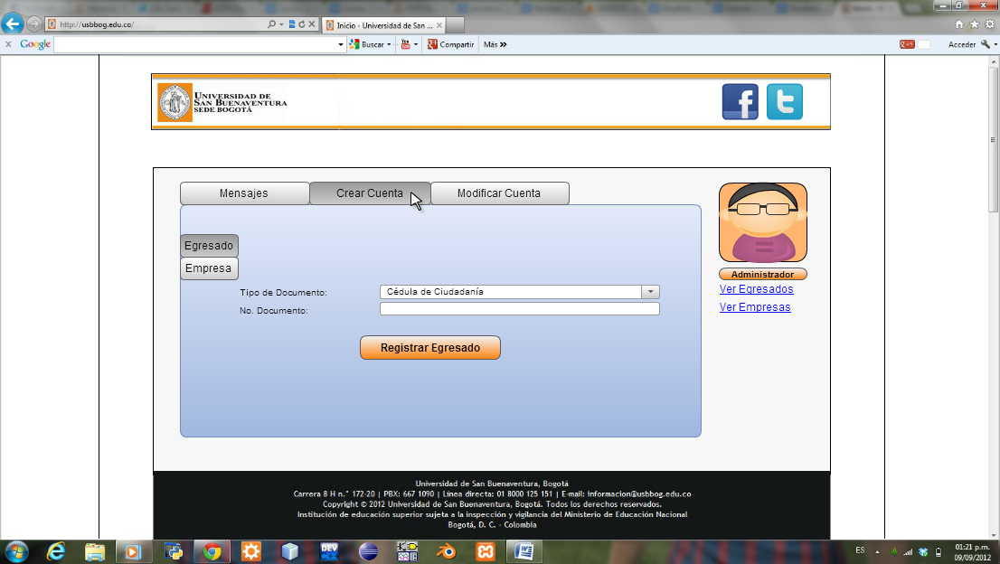 http://usbbog.edu.co/
Inicio - Universidad de San ...
Google
Buscar
Compartir
Más »
Acceder
UNIVERSIDAD DE
SAN BUENAVENTURA
SEDE BOGOTÁ
Mensajes
Crear Cuenta
Modificar Cuenta
Egresado
Empresa
Tipo de Documento:
Cédula de Ciudadanía
No. Documento:
Registrar Egresado
Administrador
Ver Egresados
Ver Empresas
Universidad de San Buenaventura, Bogotá
Carrera 8 H n.° 172-20 | PBX: 667 1090 | Línea directa: 01 8000 125 151 | E-mail: informacion@usbbog.edu.co
Copyright © 2012 Universidad de San Buenaventura, Bogotá. Todos los derechos reservados.
Institución de educación superior sujeta a la inspección y vigilancia del Ministerio de Educación Nacional
Bogotá, D. C. - Colombia
DEV
ES
01:21 p.m.
09/09/2012